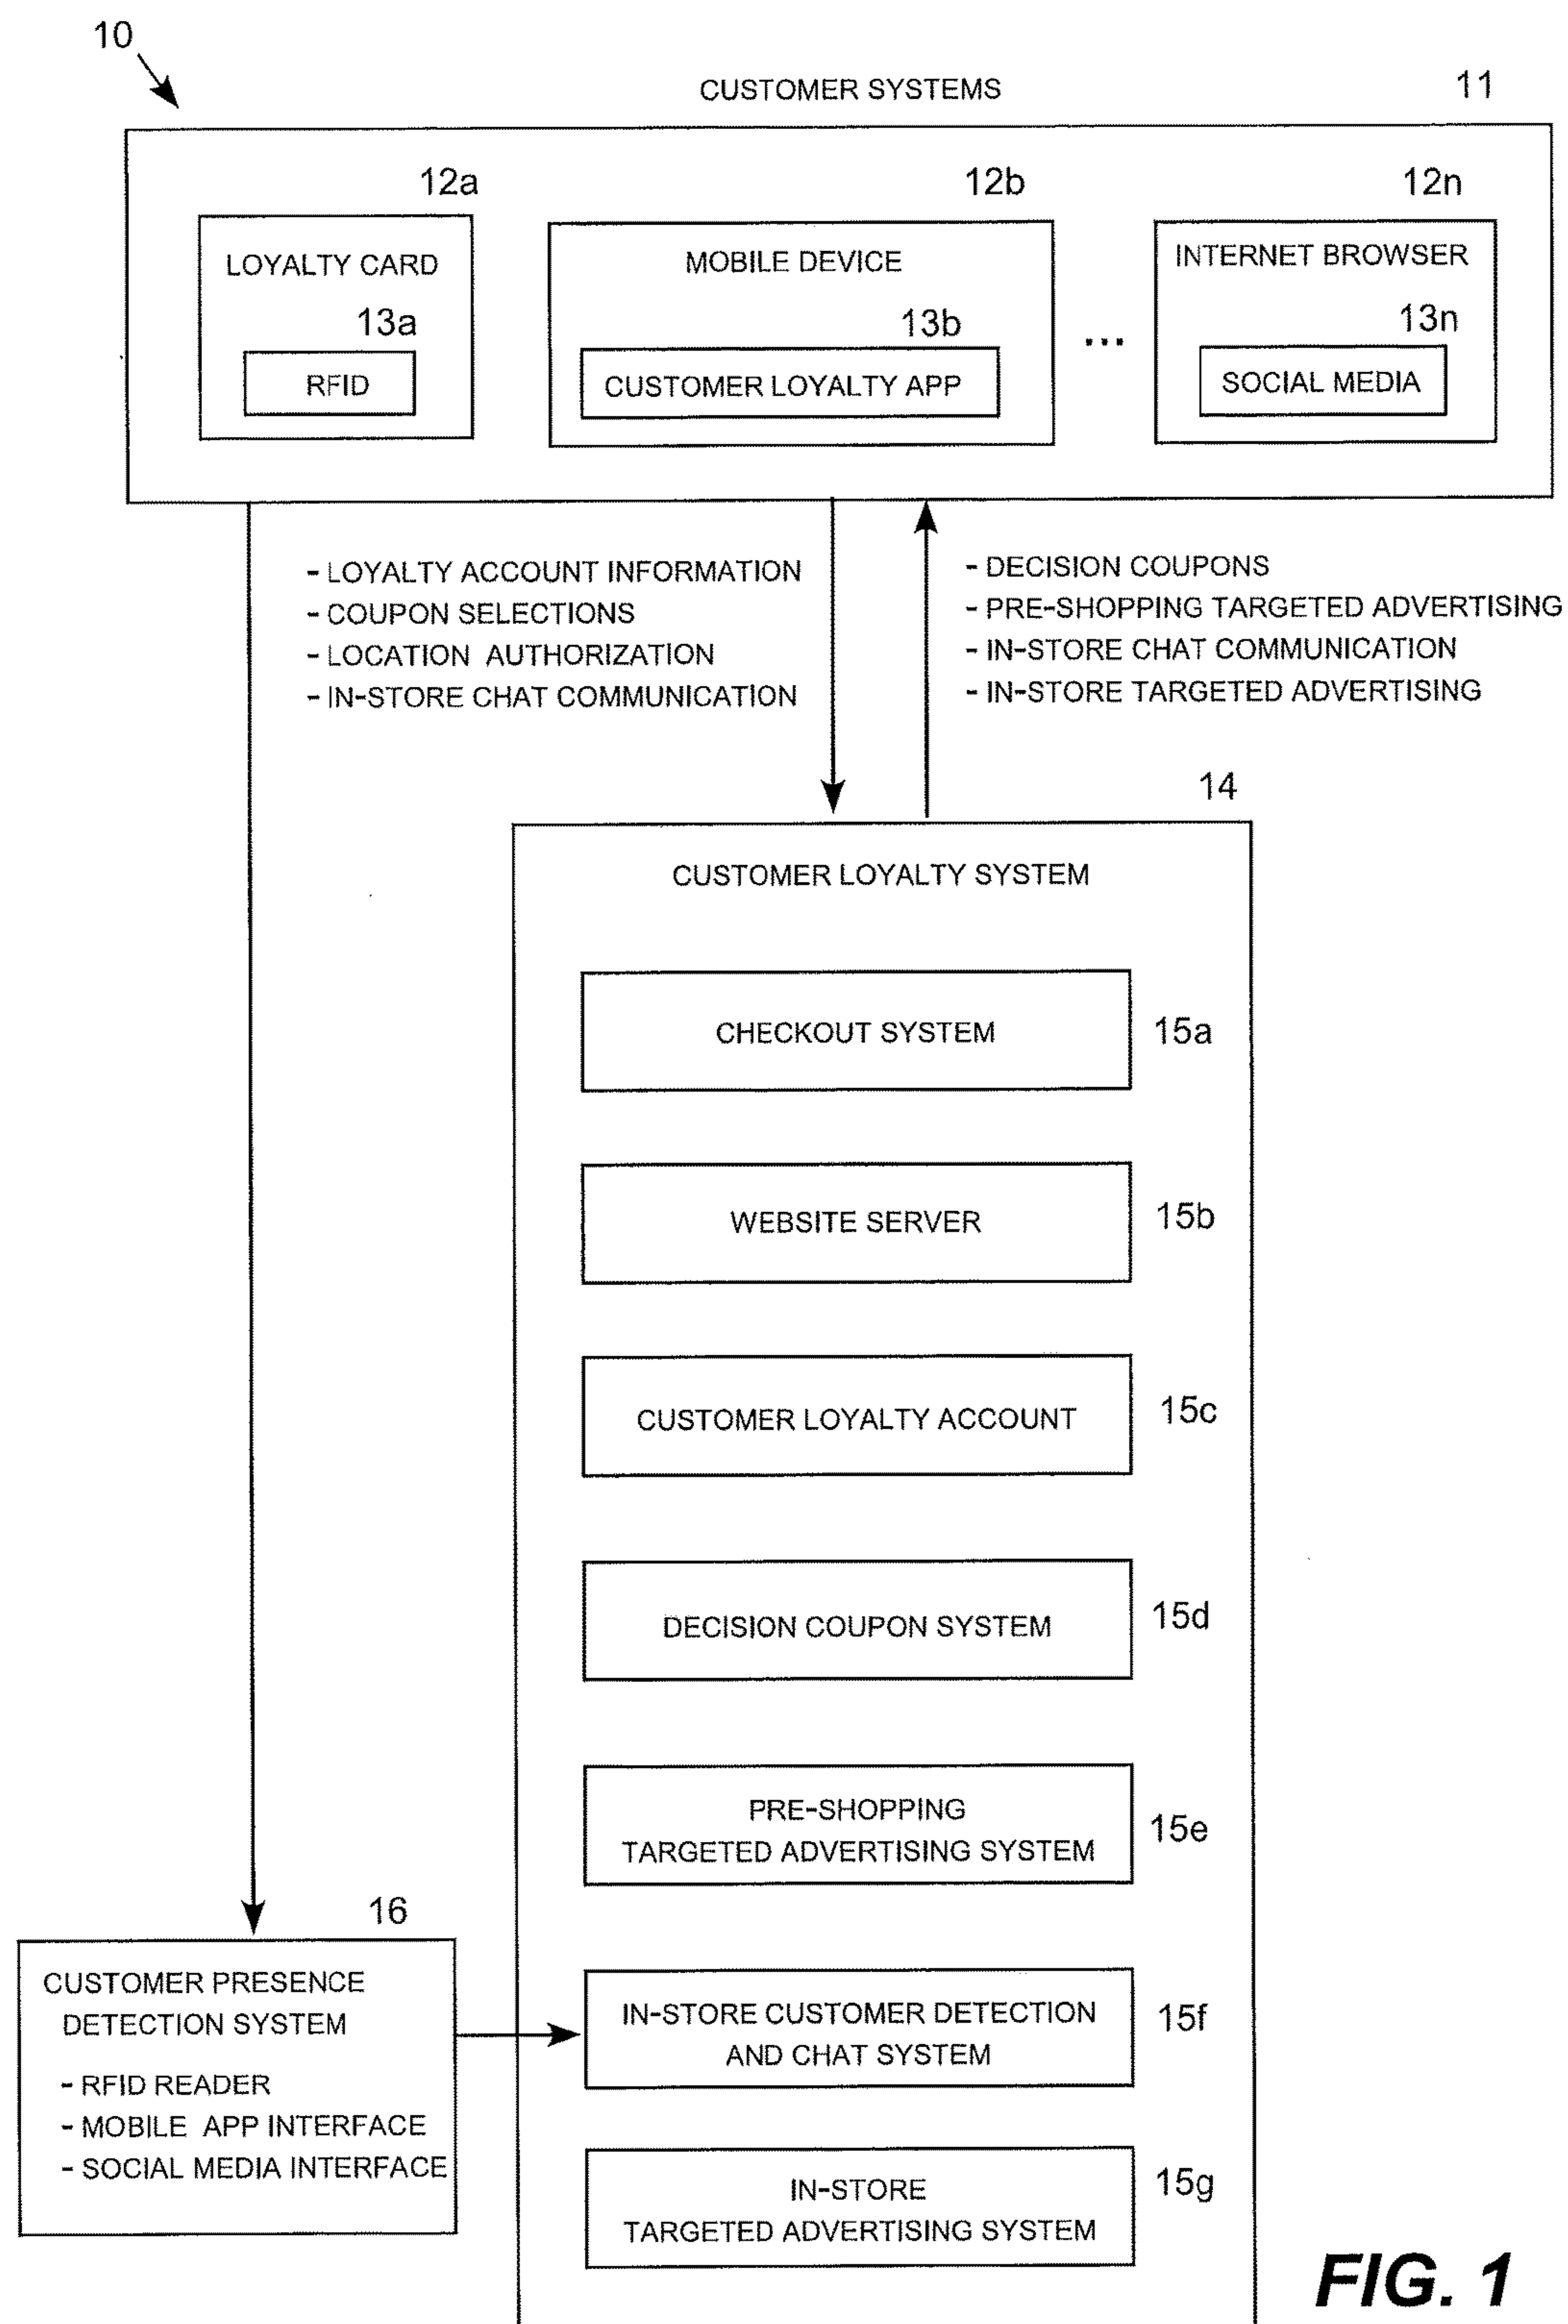 10
CUSTOMER SYSTEMS
11
12a
12b
12n
LOYALTY CARD
MOBILE DEVICE
INTERNET BROWSER
13a
13b
13n
RFID
CUSTOMER LOYALTY APP
...
SOCIAL MEDIA
- LOYALTY ACCOUNT INFORMATION
- COUPON SELECTIONS
- LOCATION AUTHORIZATION
- IN-STORE CHAT COMMUNICATION
- DECISION COUPONS
- PRE-SHOPPING TARGETED ADVERTISING
- IN-STORE CHAT COMMUNICATION
- IN-STORE TARGETED ADVERTISING
14
CUSTOMER LOYALTY SYSTEM
CHECKOUT SYSTEM
15a
WEBSITE SERVER
15b
CUSTOMER LOYALTY ACCOUNT
15c
DECISION COUPON SYSTEM
15d
PRE-SHOPPING
TARGETED ADVERTISING SYSTEM
15e
16
CUSTOMER PRESENCE
DETECTION SYSTEM
- RFID READER
- MOBILE APP INTERFACE
- SOCIAL MEDIA INTERFACE
IN-STORE CUSTOMER DETECTION
AND CHAT SYSTEM
15f
IN-STORE
TARGETED ADVERTISING SYSTEM
15g
FIG. 1